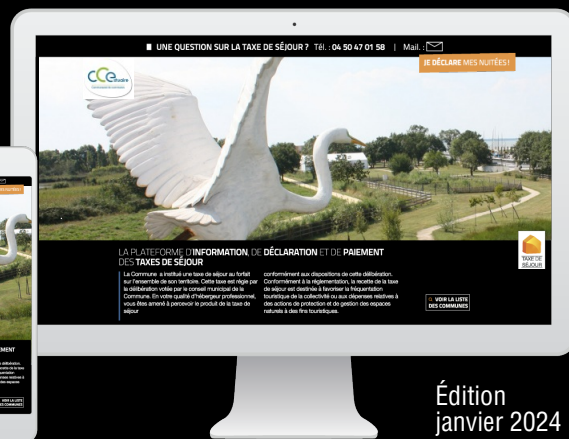 ■ UNE QUESTION SUR LA TAXE DE SÉJOUR ? Tél. : 04 50 47 01 58 | Mail. :
JE DÉCLARE MES NUITÉES !
CCEstuaire
LA PLATEFORME D'INFORMATION, DE DÉCLARATION ET DE PAIEMENT
DES TAXES DE SÉJOUR
La Commune a institué une taxe de séjour au forfait
sur l'ensemble de son territoire. Cette taxe est régie par
la délibération votée par le conseil municipal de la
Commune. En votre qualité d'hébergeur professionnel,
vous êtes amené à percevoir le produit de la taxe de
séjour
conformément aux dispositions de cette délibération.
Conformément à la réglementation, la recette de la taxe
de séjour est destinée à favoriser la fréquentation
touristique de la collectivité ou aux dépenses relatives à
des actions de protection et de gestion des espaces
naturels à des fins touristiques.
TAXE DE
SÉJOUR
VOIR LA LISTE
DES COMMUNES
VOIR LA LISTE
DES COMMUNES
Édition
janvier 2024